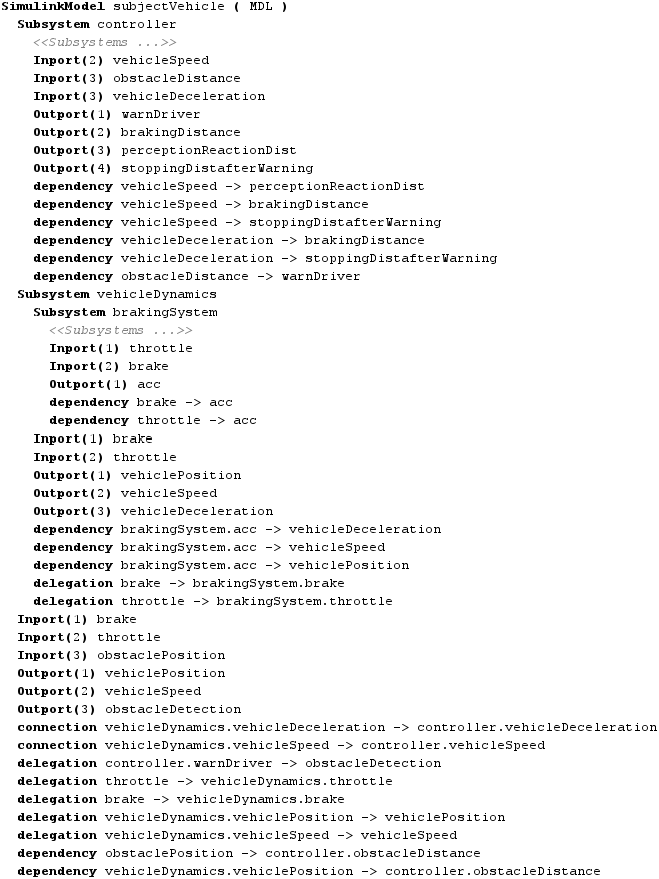 SimulinkModel subjectVehicle ( MDL )
Subsystem controller
<<Subsystems ...>>
Inport(2) vehicleSpeed
Inport(3) obstacleDistance
Inport(3) vehicleDeceleration
Outport(1) warnDriver
Outport(2) brakingDistance
Outport(3) perceptionReactionDist
Outport(4) stoppingDistafterWarning
dependency vehicleSpeed -> perceptionReactionDist
dependency vehicleSpeed -> brakingDistance
dependency vehicleSpeed -> stoppingDistafterWarning
dependency vehicleDeceleration -> brakingDistance
dependency vehicleDeceleration -> stoppingDistafterWarning
dependency obstacleDistance -> warnDriver
Subsystem vehicleDynamics
Subsystem brakingSystem
<<Subsystems ...>>
Inport(1) throttle
Inport(2) brake
Outport(1) acc
dependency brake -> acc
dependency throttle -> acc
Inport(1) brake
Inport(2) throttle
Outport(1) vehiclePosition
Outport(2) vehicleSpeed
Outport(3) vehicleDeceleration
dependency brakingSystem.acc -> vehicleDeceleration
dependency brakingSystem.acc -> vehicleSpeed
dependency brakingSystem.acc -> vehiclePosition
delegation brake -> brakingSystem.brake
delegation throttle -> brakingSystem.throttle
Inport(1) brake
Inport(2) throttle
Inport(3) obstaclePosition
Outport(1) vehiclePosition
Outport(2) vehicleSpeed
Outport(3) obstacleDetection
connection vehicleDynamics.vehicleDeceleration -> controller.vehicleDeceleration
connection vehicleDynamics.vehicleSpeed -> controller.vehicleSpeed
delegation controller.warnDriver -> obstacleDetection
delegation throttle -> vehicleDynamics.throttle
delegation brake -> vehicleDynamics.brake
delegation vehicleDynamics.vehiclePosition -> vehiclePosition
delegation vehicleDynamics.vehicleSpeed -> vehicleSpeed
dependency obstaclePosition -> controller.obstacleDistance
dependency vehicleDynamics.vehiclePosition -> controller.obstacleDistance